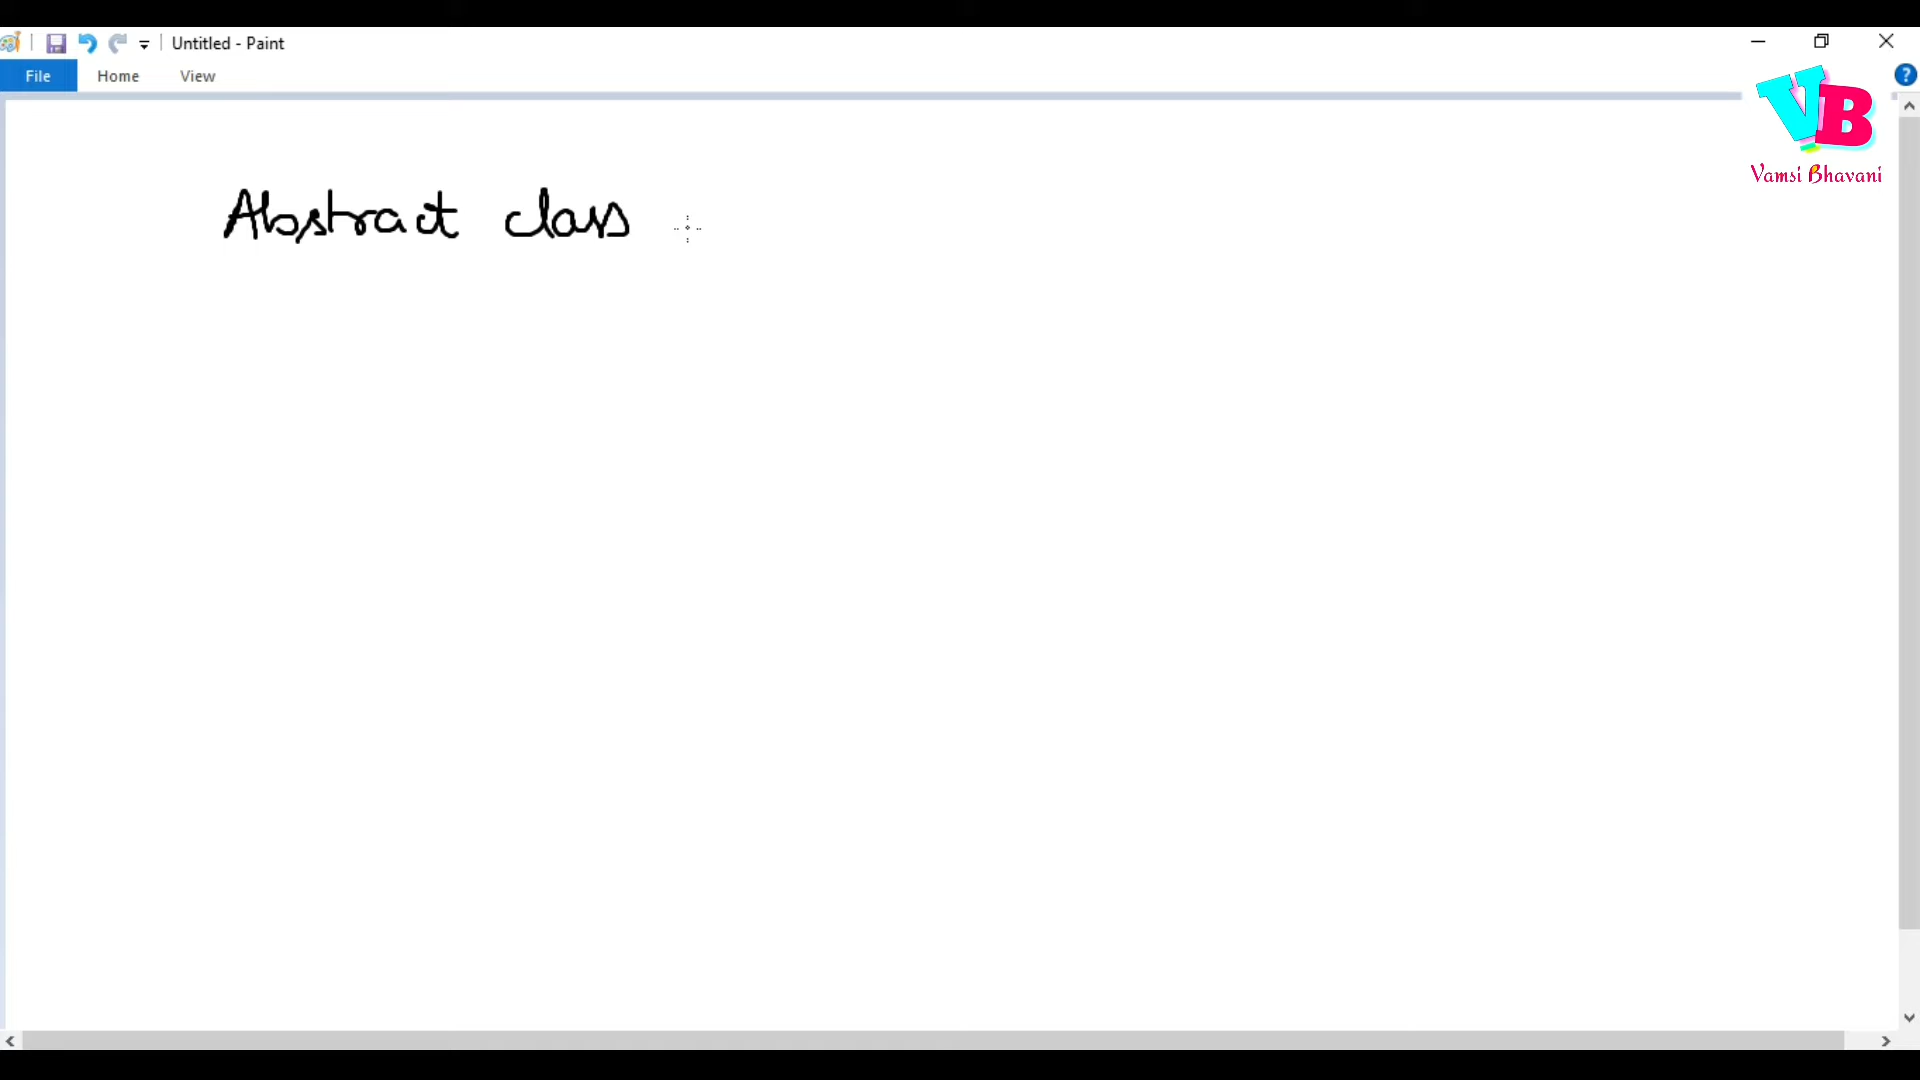 Untitled - Paint
File Home View
VB
Vamsi Bhavani
Abstract class